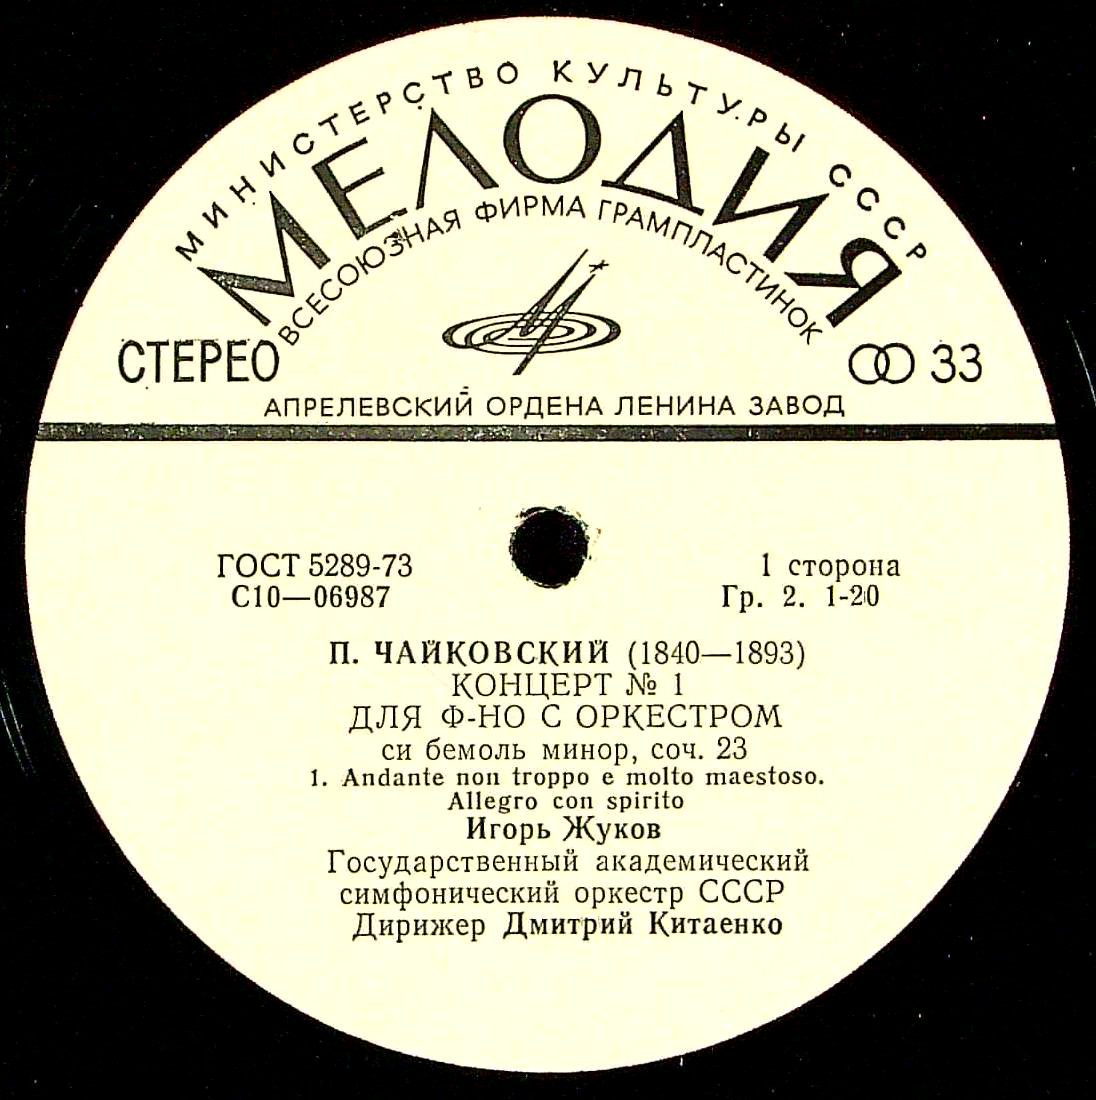 МИНИСТЕРСТВО КУЛЬТУРЫ СССР
МЕЛОДИЯ
ВСЕСОЮЗНАЯ ФИРМА ГРАМПЛАСТИНОК
СТЕРЕО
33
АПРЕЛЕВСКИЙ ОРДЕНА ЛЕНИНА ЗАВОД
ГОСТ 5289-73
1 сторона
С10—06987
Гр. 2. 1-20
П. ЧАЙКОВСКИЙ (1840—1893)
КОНЦЕРТ № 1
ДЛЯ Ф-НО С ОРКЕСТРОМ
си бемоль минор, соч. 23
1. Andante non troppo e molto maestoso.
Allegro con spirito
Игорь Жуков
Государственный академический
симфонический оркестр СССР
Дирижер Дмитрий Китаенко